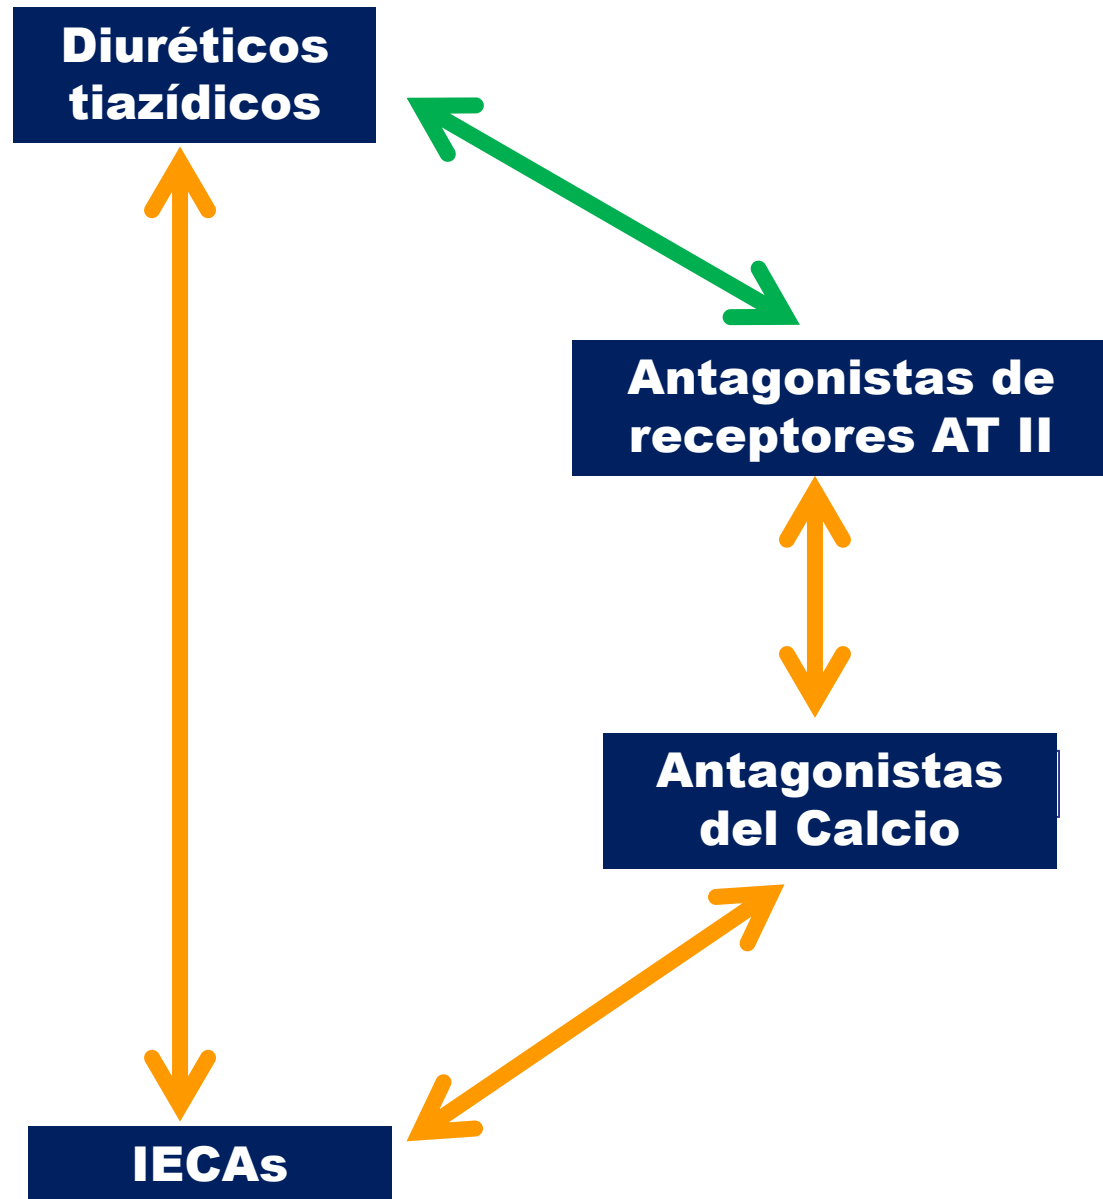 Diuréticos
tiazídicos
Antagonistas de
receptores AT II
Antagonistas
del Calcio
IECAs